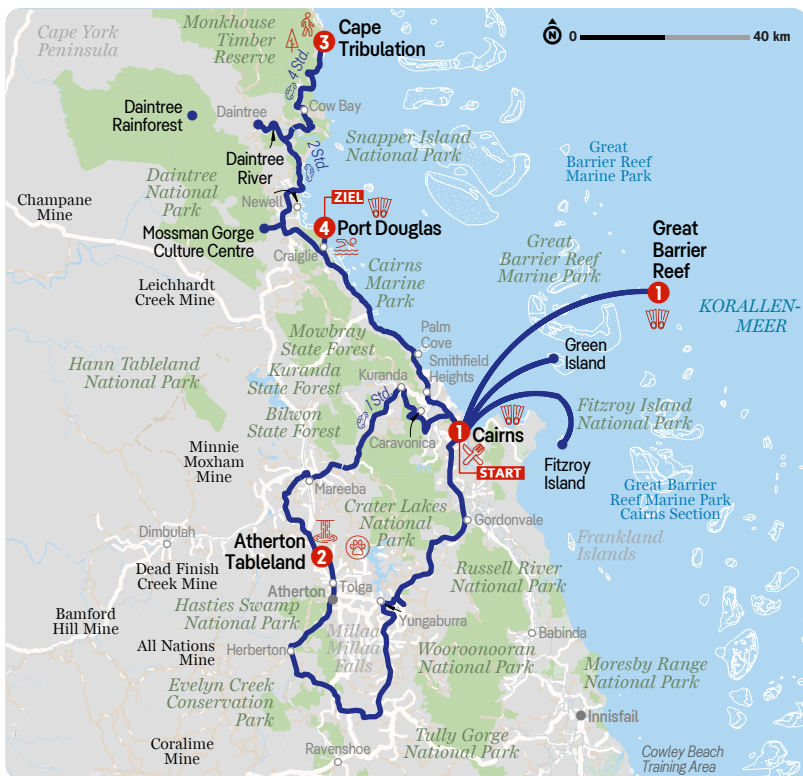 Cape York
Peninsula
Monkhouse
Timber
Reserve
3
Cape
Tribulation
0
40 km
4 Std.
Daintree
Rainforest
Daintree
Cow Bay
Snapper Island
National Park
Great
Barrier Reef
Marine Park
Daintree
River
2 Std.
Daintree
National
Park
Newell
ZIEL
Champane
Mine
4
Port Douglas
Mossman Gorge
Culture Centre
Craiglie
Great
Barrier Reef
Marine Park
Great
Barrier
Reef
1
Leichhardt
Creek Mine
Cairns
Marine
Park
KORALLEN-
MEER
Mowbray
State Forest
Palm
Cove
Green
Island
Hann Tableland
National Park
Kuranda
State Forest
Smithfield
Heights
Kuranda
Bilwon
State Forest
1 Std.
Caravonica
1
Cairns
START
Fitzroy Island
National Park
Fitzroy
Island
Minnie
Moxham
Mine
Mareeba
Crater Lakes
National
Park
Great Barrier
Reef Marine Park
Cairns Section
Gordonvale
Dimbulah
Atherton
Tableland
2
Frankland
Islands
Dead Finish
Creek Mine
Tolga
Atherton
Russell River
National Park
Hasties Swamp
National Park
Yungaburra
Bamford
Hill Mine
All Nations
Mine
Millaa
Millaa
Falls
Babinda
Herberton
Wooroonooran
National Park
Moresby Range
National Park
Evelyn Creek
Conservation
Park
Innisfail
Coralime
Mine
Ravenshoe
Tully Gorge
National Park
Cowley Beach
Training Area